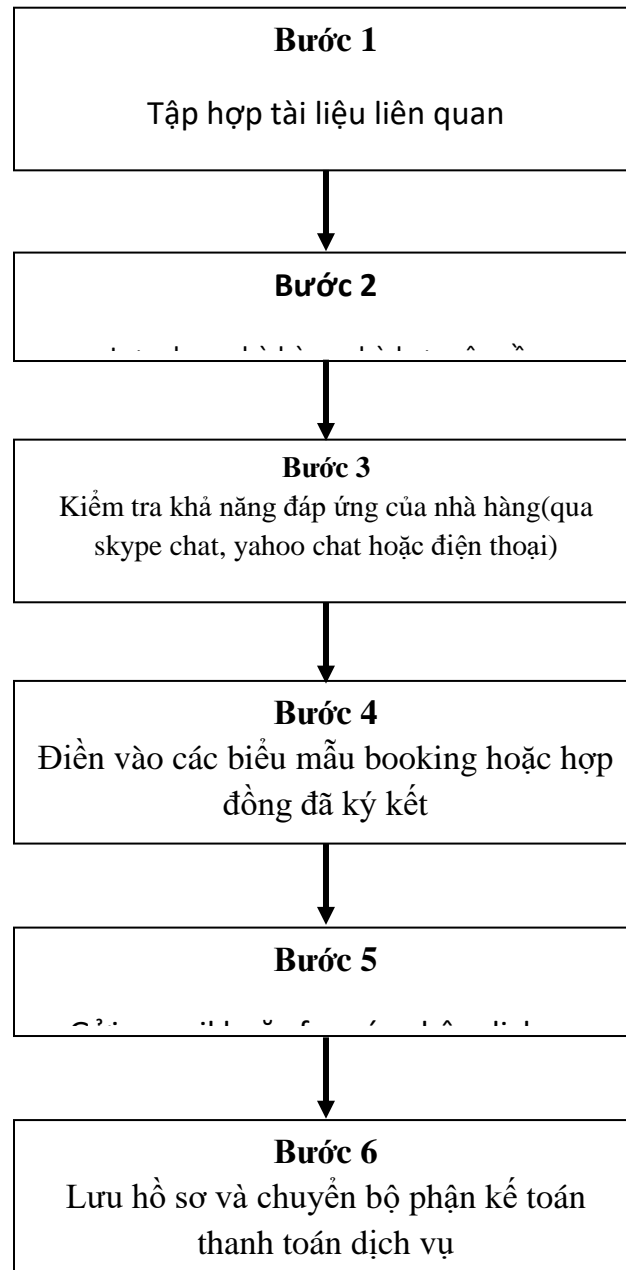 Bước 1
Tập hợp tài liệu liên quan
Bước 2
Bước 3
Kiểm tra khả năng đáp ứng của nhà hàng(qua
skype chat, yahoo chat hoặc điện thoại)
Bước 4
Điền vào các biểu mẫu booking hoặc hợp
đồng đã ký kết
Bước 5
Bước 6
Lưu hồ sơ và chuyển bộ phận kế toán
thanh toán dịch vụ